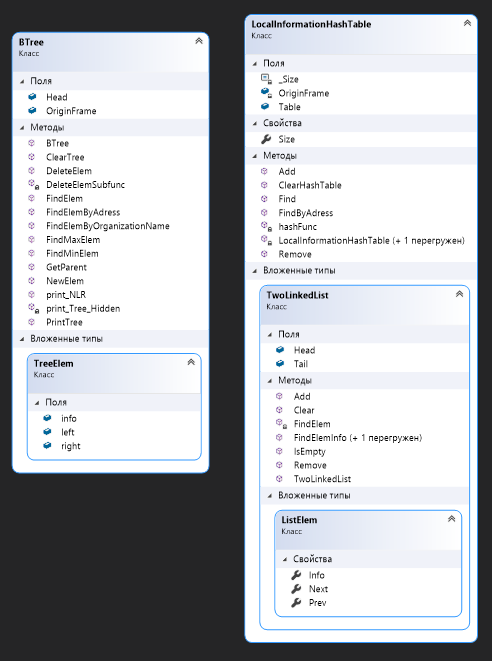 BTree
Класс
Поля
Head
OriginFrame
Методы
BTree
ClearTree
DeleteElem
DeleteElemSubfunc
FindElem
FindElemByAdress
FindElemByOrganizationName
FindMaxElem
FindMinElem
GetParent
NewElem
print_NLR
print_Tree_Hidden
PrintTree
Вложенные типы
TreeElem
Класс
Поля
info
left
right
LocalInformationHashTable
Класс
Поля
_Size
OriginFrame
Table
Свойства
Size
Методы
Add
ClearHashTable
Find
FindByAdress
hashFunc
LocalInformationHashTable (+ 1 перегружен)
Remove
Вложенные типы
TwoLinkedList
Класс
Поля
Head
Tail
Методы
Add
Clear
FindElem
FindElemInfo (+ 1 перегружен)
IsEmpty
Remove
TwoLinkedList
Вложенные типы
ListElem
Класс
Свойства
Info
Next
Prev